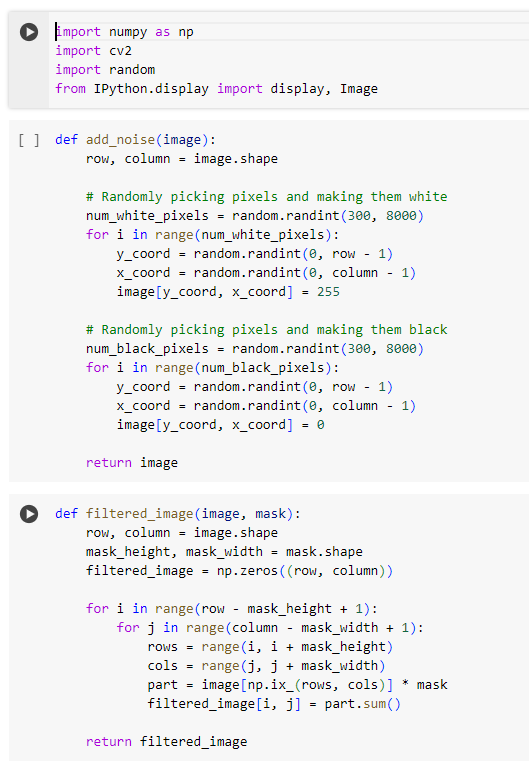 import numpy as np
import cv2
import random
from IPython.display import display, Image
[ ] def add_noise(image):
    row, column = image.shape

    # Randomly picking pixels and making them white
    num_white_pixels = random.randint(300, 8000)
    for i in range(num_white_pixels):
        y_coord = random.randint(0, row - 1)
        x_coord = random.randint(0, column - 1)
        image[y_coord, x_coord] = 255

    # Randomly picking pixels and making them black
    num_black_pixels = random.randint(300, 8000)
    for i in range(num_black_pixels):
        y_coord = random.randint(0, row - 1)
        x_coord = random.randint(0, column - 1)
        image[y_coord, x_coord] = 0

    return image
def filtered_image(image, mask):
    row, column = image.shape
    mask_height, mask_width = mask.shape
    filtered_image = np.zeros((row, column))

    for i in range(row - mask_height + 1):
        for j in range(column - mask_width + 1):
            rows = range(i, i + mask_height)
            cols = range(j, j + mask_width)
            part = image[np.ix_(rows, cols)] * mask
            filtered_image[i, j] = part.sum()

    return filtered_image